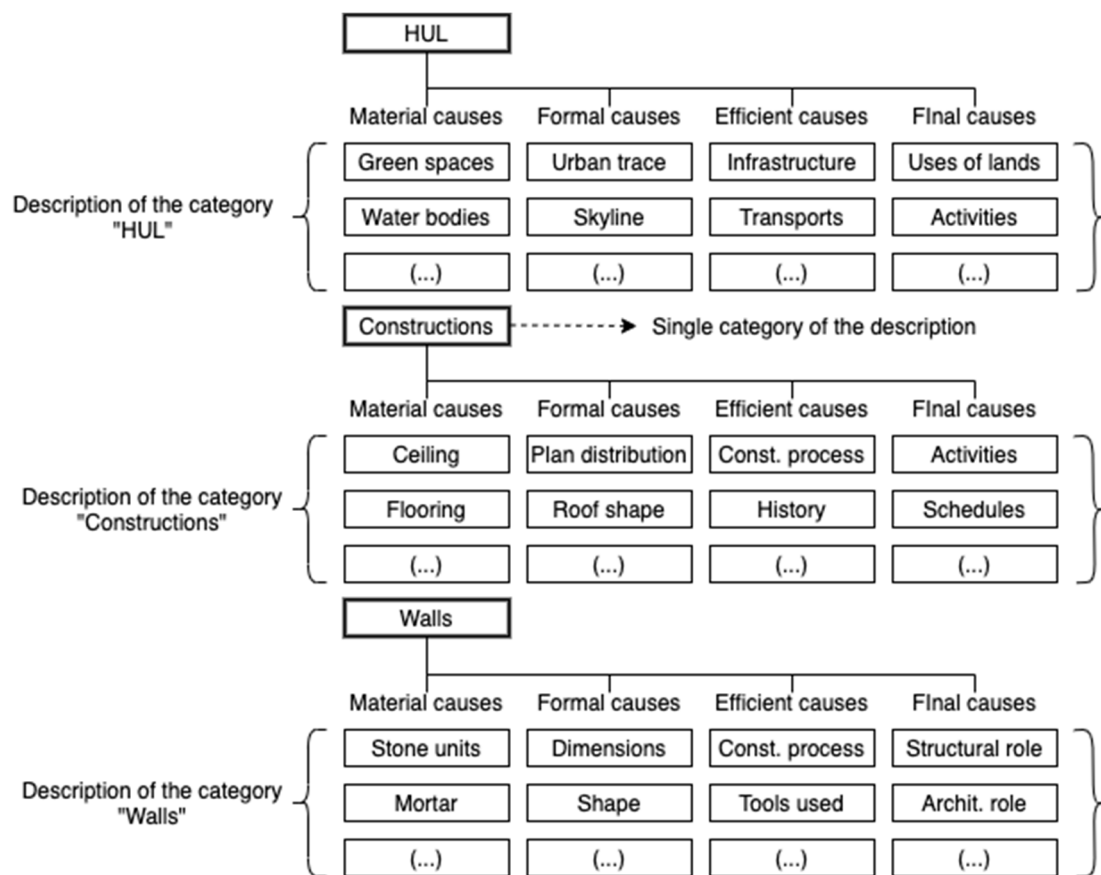 HUL
Material causes
Formal causes
Efficient causes
FInal causes
Green spaces
Urban trace
Infrastructure
Uses of lands
Description of the category
"HUL"
Water bodies
Skyline
Transports
Activities
(...)
(...)
(...)
(...)
Constructions
Single category of the description
Material causes
Formal causes
Efficient causes
FInal causes
Ceiling
Plan distribution
Const. process
Activities
Description of the category
"Constructions"
Flooring
Roof shape
History
Schedules
(...)
(...)
(...)
(...)
Walls
Material causes
Formal causes
Efficient causes
FInal causes
Stone units
Dimensions
Const. process
Structural role
Description of the category
"Walls"
Mortar
Shape
Tools used
Archit. role
(...)
(...)
(...)
(...)